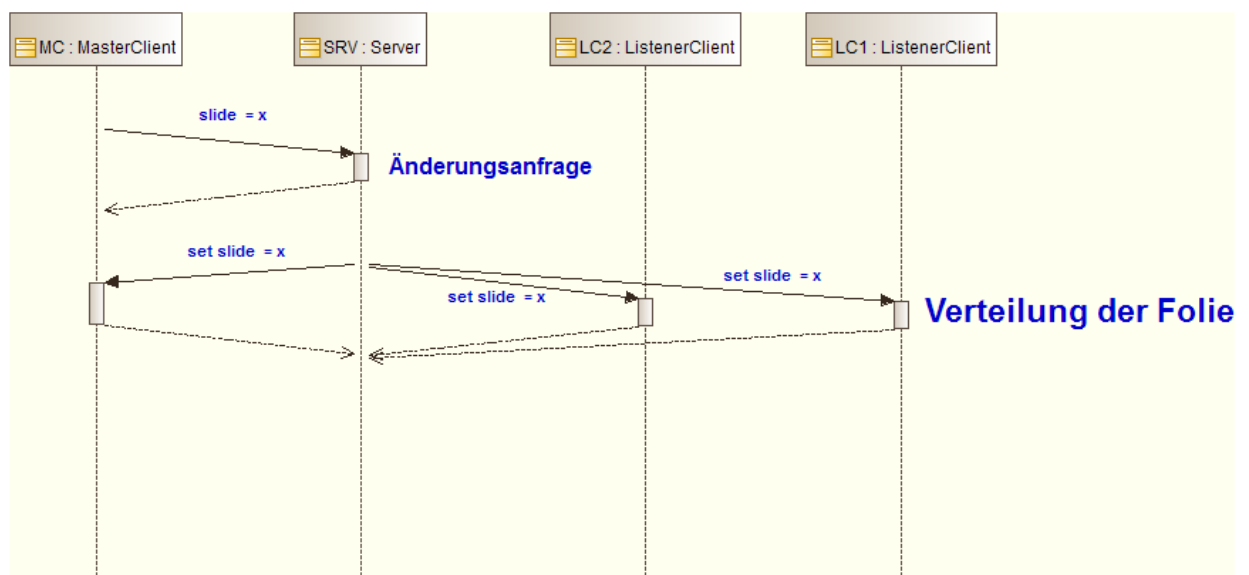 MC : MasterClient
SRV : Server
LC2 : ListenerClient
LC1 : ListenerClient
slide = x
Änderungsanfrage
set slide = x
set slide = x
set slide = x
Verteilung der Folie